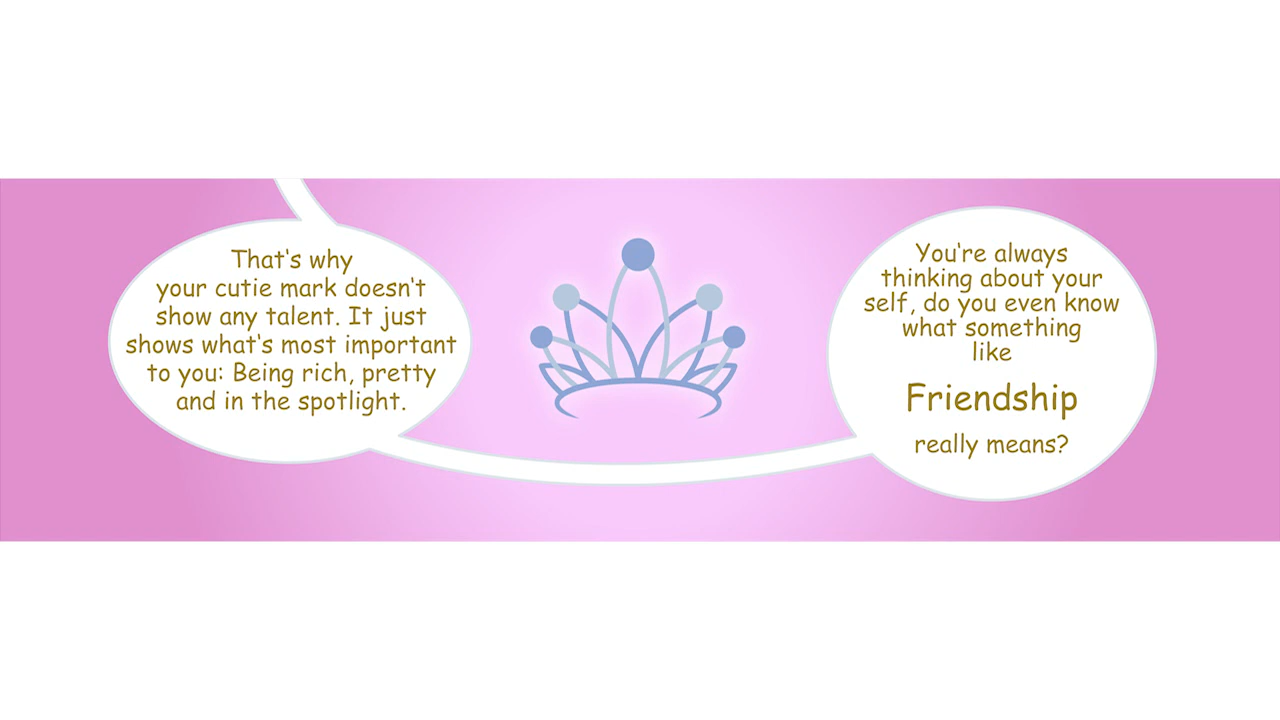 That's why
your cutie mark doesn't
show any talent. It just
shows what's most important
to you: Being rich, pretty
and in the spotlight.
You're always
thinking about your
self, do you even know
what something
like
Friendship
really means?